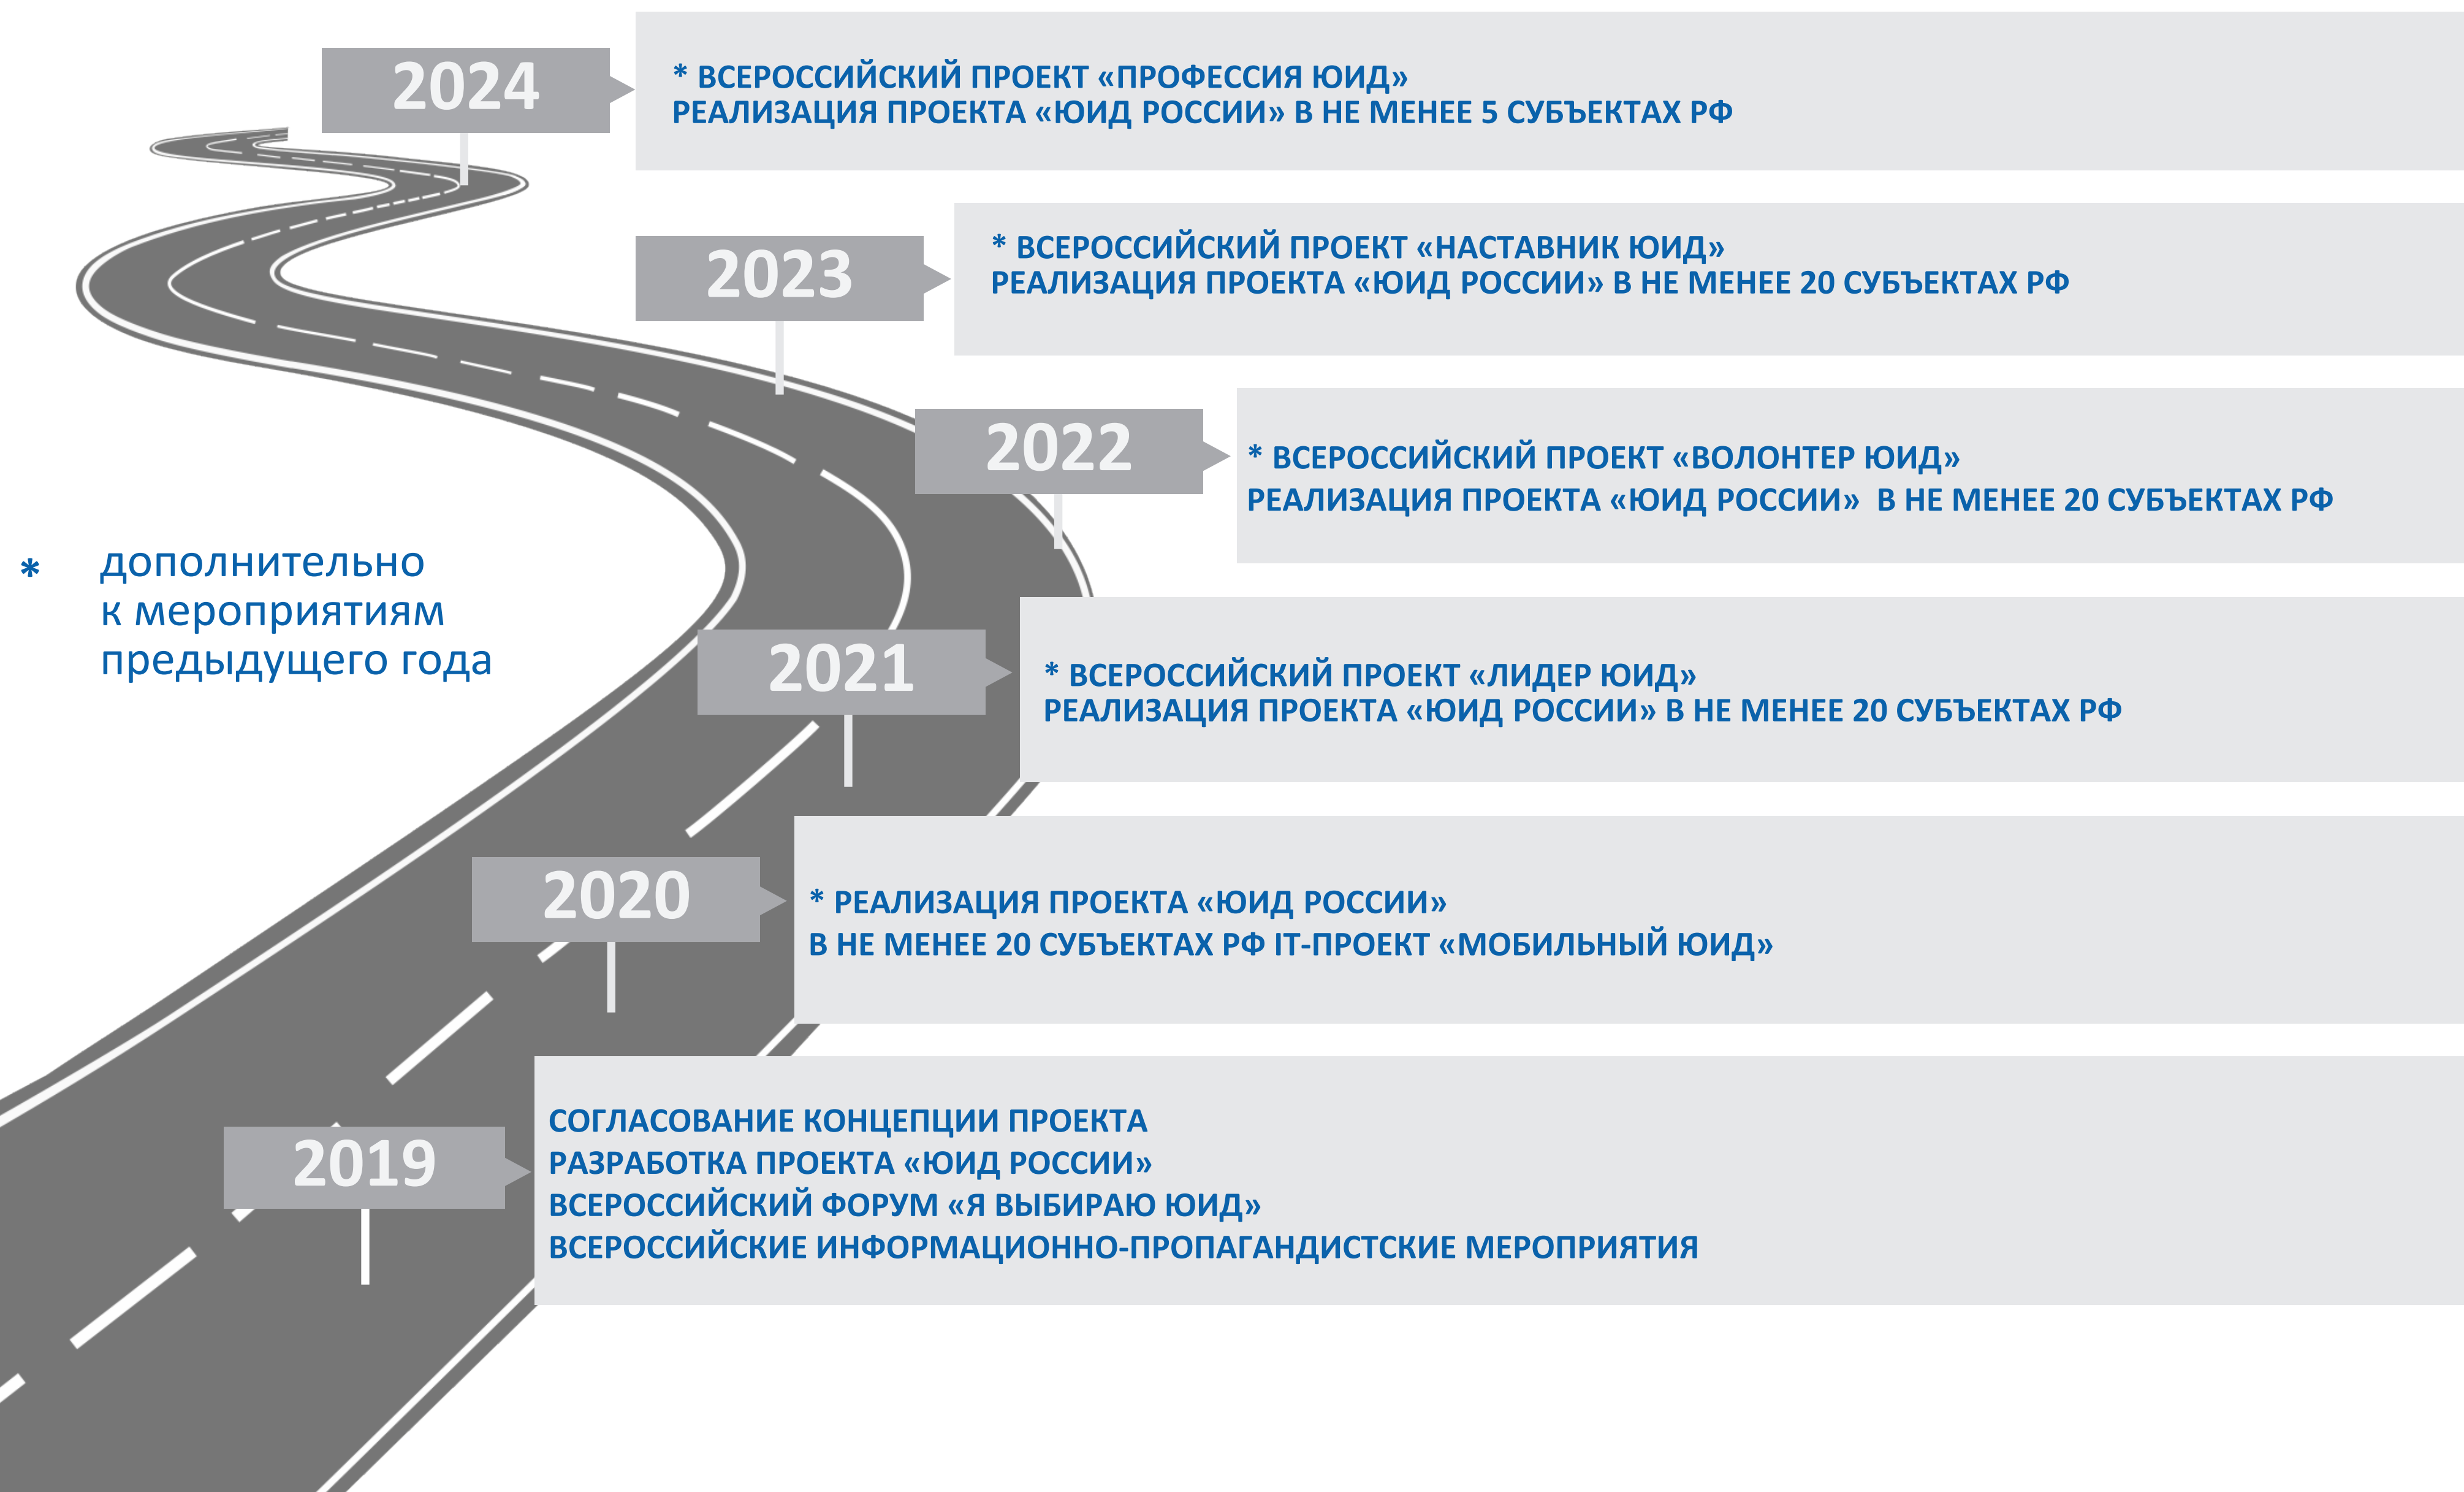 2024
* ВСЕРОССИЙСКИЙ ПРОЕКТ «ПРОФЕССИЯ ЮИД»
РЕАЛИЗАЦИЯ ПРОЕКТА «ЮИД РОССИИ» В НЕ МЕНЕЕ 5 СУБЪЕКТАХ РФ
2023
* ВСЕРОССИЙСКИЙ ПРОЕКТ «НАСТАВНИК ЮИД»
РЕАЛИЗАЦИЯ ПРОЕКТА «ЮИД РОССИИ» В НЕ МЕНЕЕ 20 СУБЪЕКТАХ РФ
2022
* ВСЕРОССИЙСКИЙ ПРОЕКТ «ВОЛОНТЕР ЮИД»
РЕАЛИЗАЦИЯ ПРОЕКТА «ЮИД РОССИИ» В НЕ МЕНЕЕ 20 СУБЪЕКТАХ РФ
* дополнительно
к мероприятиям
предыдущего года
2021
* ВСЕРОССИЙСКИЙ ПРОЕКТ «ЛИДЕР ЮИД»
РЕАЛИЗАЦИЯ ПРОЕКТА «ЮИД РОССИИ» В НЕ МЕНЕЕ 20 СУБЪЕКТАХ РФ
2020
* РЕАЛИЗАЦИЯ ПРОЕКТА «ЮИД РОССИИ»
В НЕ МЕНЕЕ 20 СУБЪЕКТАХ РФ IT-ПРОЕКТ «МОБИЛЬНЫЙ ЮИД»
2019
СОГЛАСОВАНИЕ КОНЦЕПЦИИ ПРОЕКТА
РАЗРАБОТКА ПРОЕКТА «ЮИД РОССИИ»
ВСЕРОССИЙСКИЙ ФОРУМ «Я ВЫБИРАЮ ЮИД»
ВСЕРОССИЙСКИЕ ИНФОРМАЦИОННО-ПРОПАГАНДИСТСКИЕ МЕРОПРИЯТИЯ